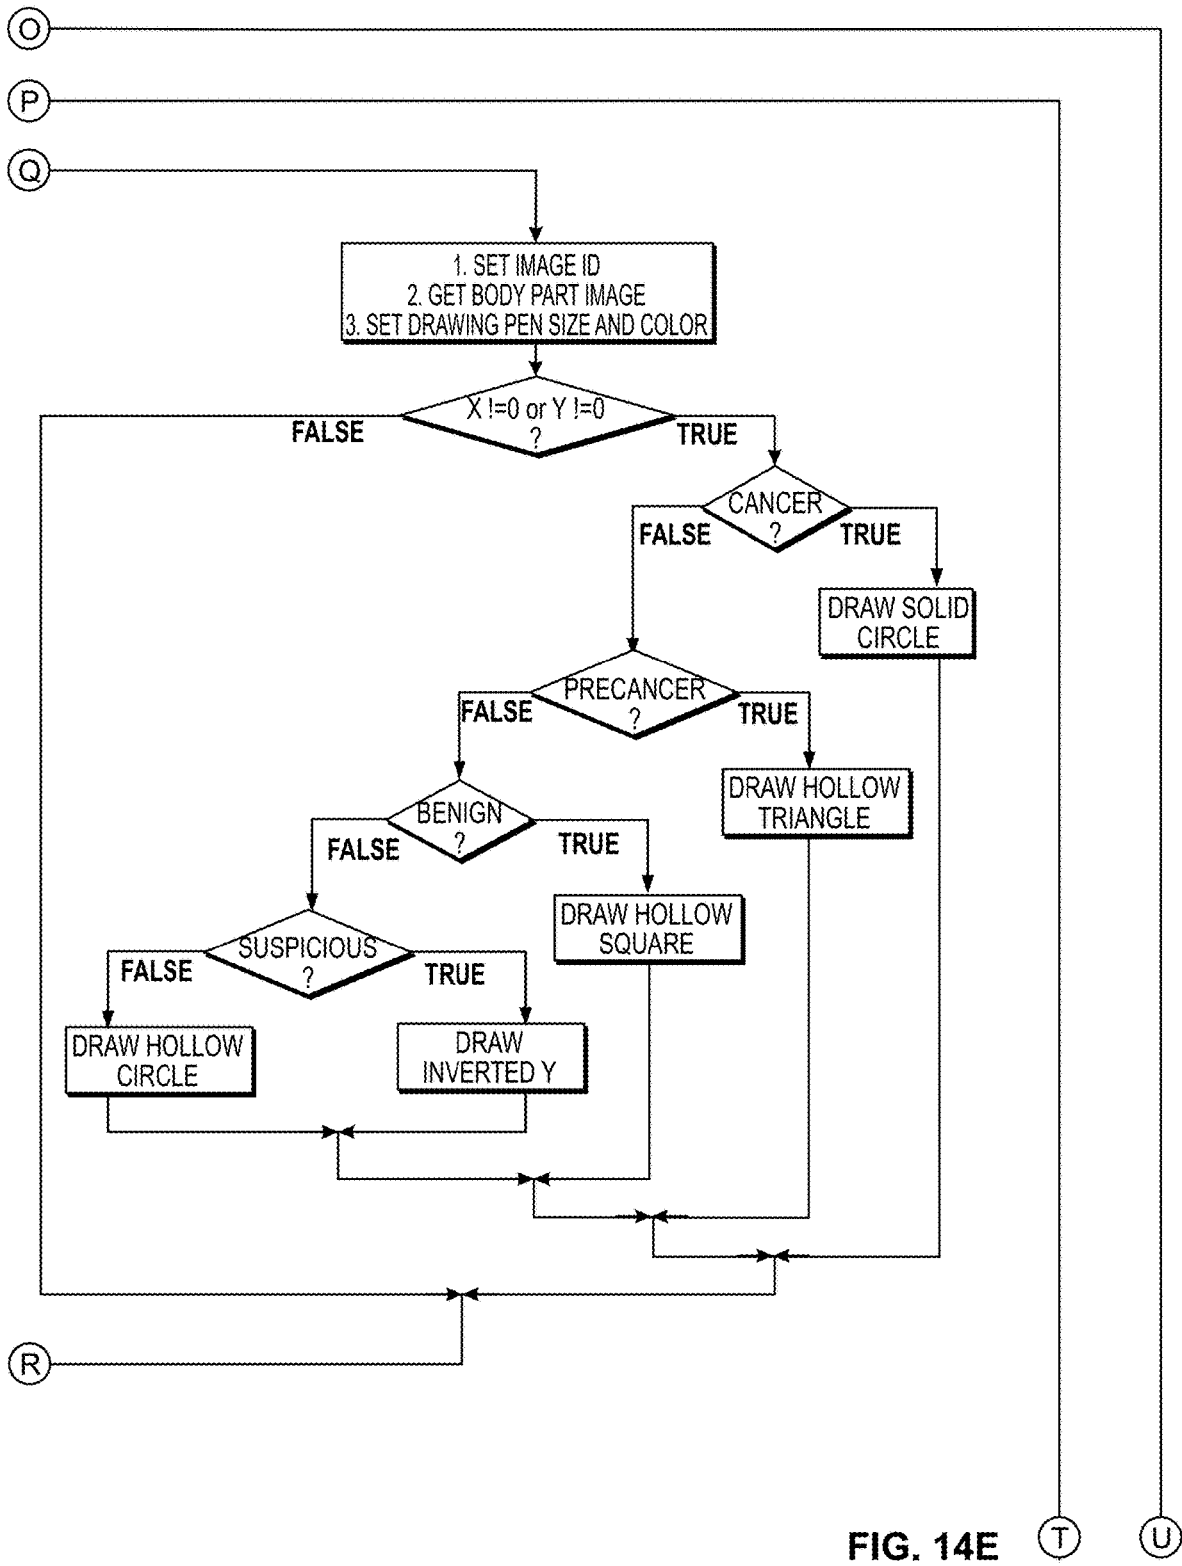 O
P
Q
1. SET IMAGE ID
2. GET BODY PART IMAGE
3. SET DRAWING PEN SIZE AND COLOR
X !=0 or Y !=0
?
FALSE
TRUE
CANCER
?
FALSE
TRUE
DRAW SOLID
CIRCLE
PRECANCER
?
FALSE
TRUE
DRAW HOLLOW
TRIANGLE
BENIGN
?
FALSE
TRUE
DRAW HOLLOW
SQUARE
SUSPICIOUS
?
FALSE
TRUE
DRAW HOLLOW
CIRCLE
DRAW
INVERTED Y
R
FIG. 14E
T
U